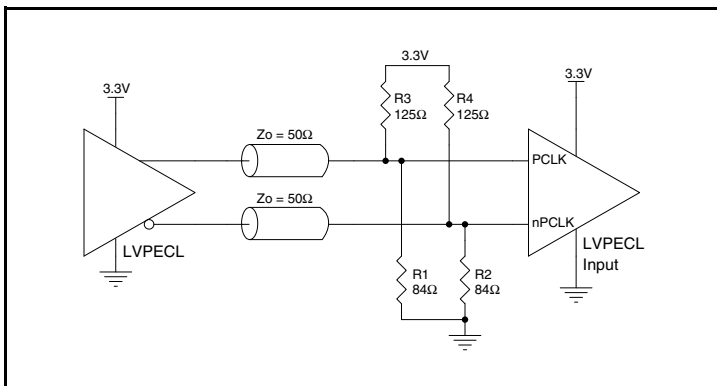 3.3V
3.3V
3.3V
R3
125Ω
R4
125Ω
Zo = 50Ω
PCLK
Zo = 50Ω
nPCLK
LVPECL
LVPECL
Input
R1
84Ω
R2
84Ω